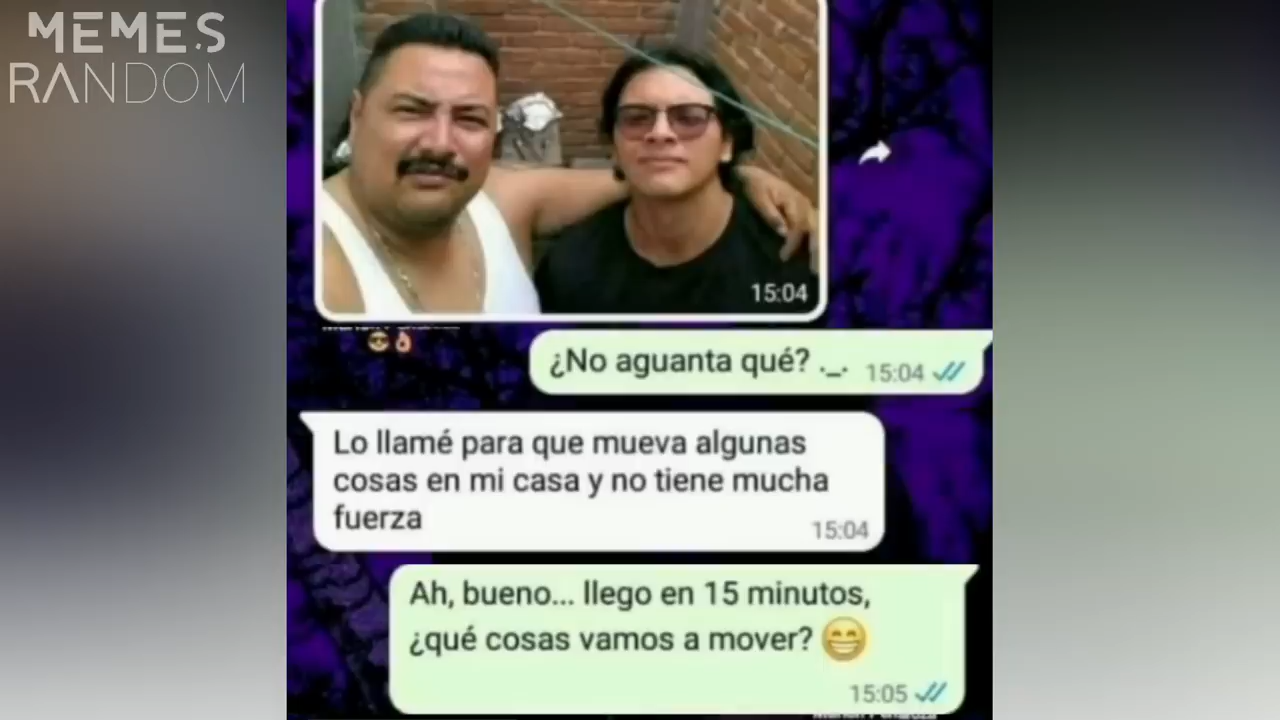 MEMES
RANDOM
15:04
😎👌
¿No aguanta qué? ._. 15:04
Lo llamé para que mueva algunas
cosas en mi casa y no tiene mucha
fuerza
15:04
Ah, bueno... llego en 15 minutos,
¿qué cosas vamos a mover? 😁
15:05